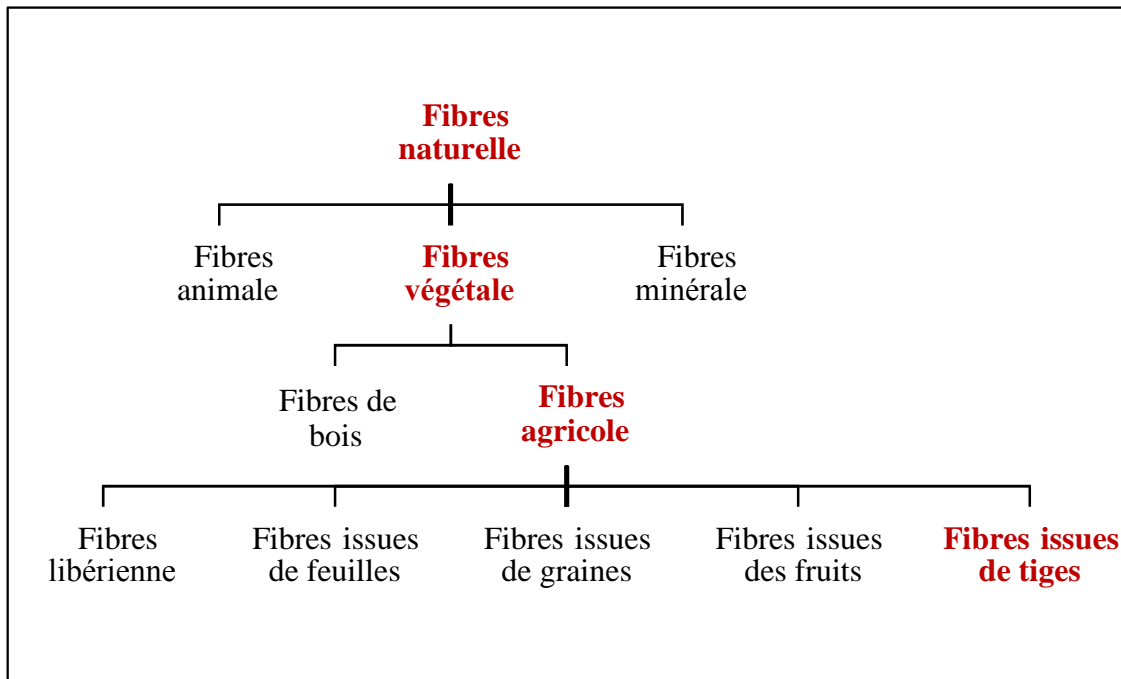 Fibres
naturelle
Fibres
animale
Fibres
végétale
Fibres
minérale
Fibres de
bois
Fibres
agricole
Fibres
libérienne
Fibres issues
de feuilles
Fibres issues
de graines
Fibres issues
des fruits
Fibres issues
de tiges